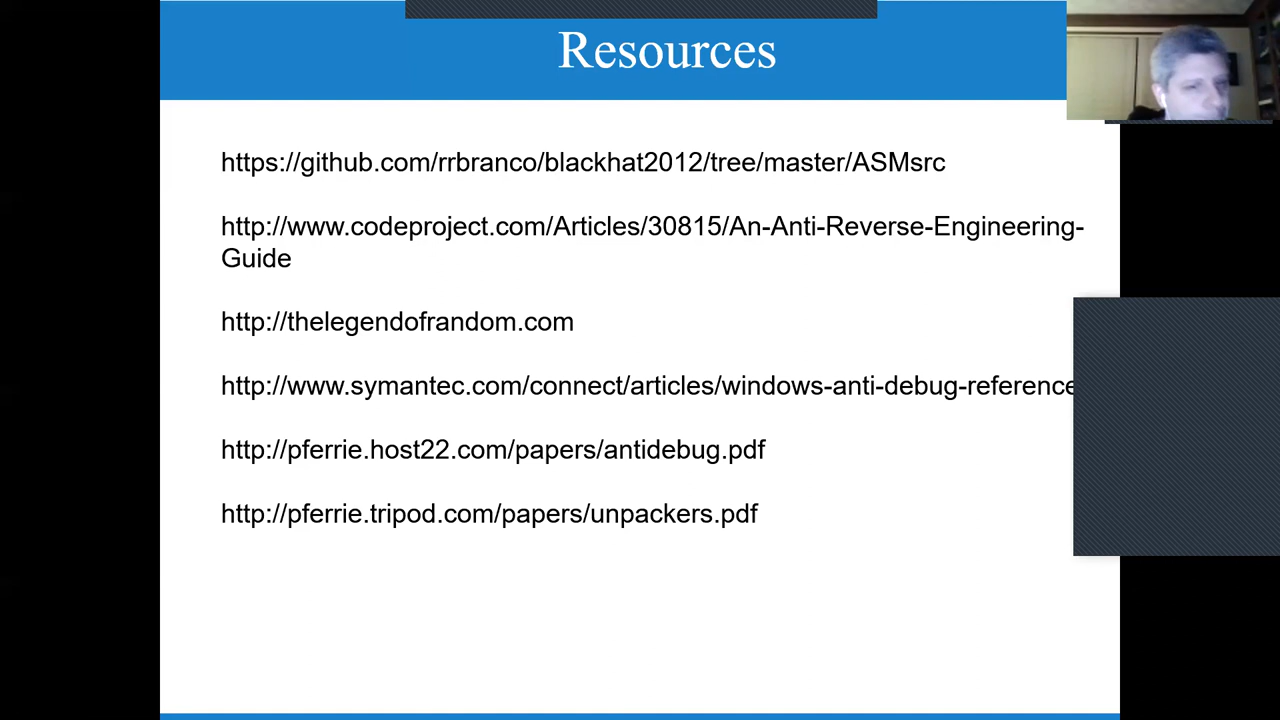 Resources
https://github.com/rrbranco/blackhat2012/tree/master/ASMsrc
http://www.codeproject.com/Articles/30815/An-Anti-Reverse-Engineering-
Guide
http://thelegendofrandom.com
http://www.symantec.com/connect/articles/windows-anti-debug-reference
http://pferrie.host22.com/papers/antidebug.pdf
http://pferrie.tripod.com/papers/unpackers.pdf